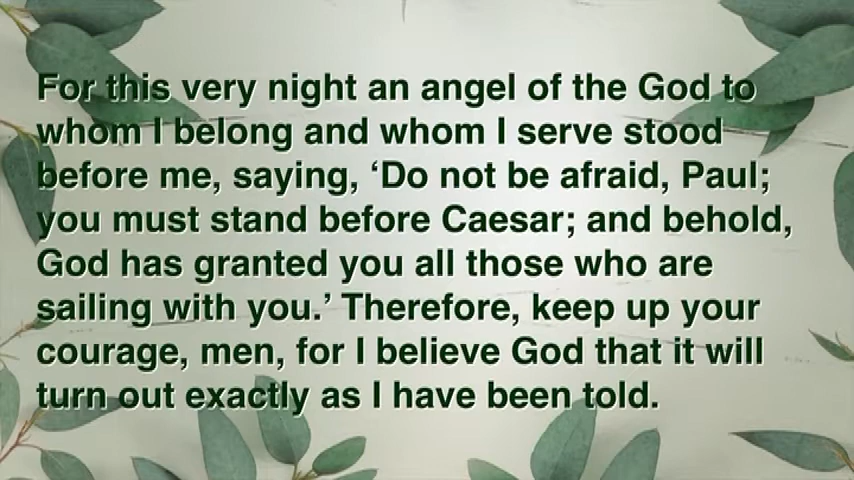 For this very night an angel of the God to
whom I belong and whom I serve stood
before me, saying, ‘Do not be afraid, Paul;
you must stand before Caesar; and behold,
God has granted you all those who are
sailing with you.’ Therefore, keep up your
courage, men, for I believe God that it will
turn out exactly as I have been told.